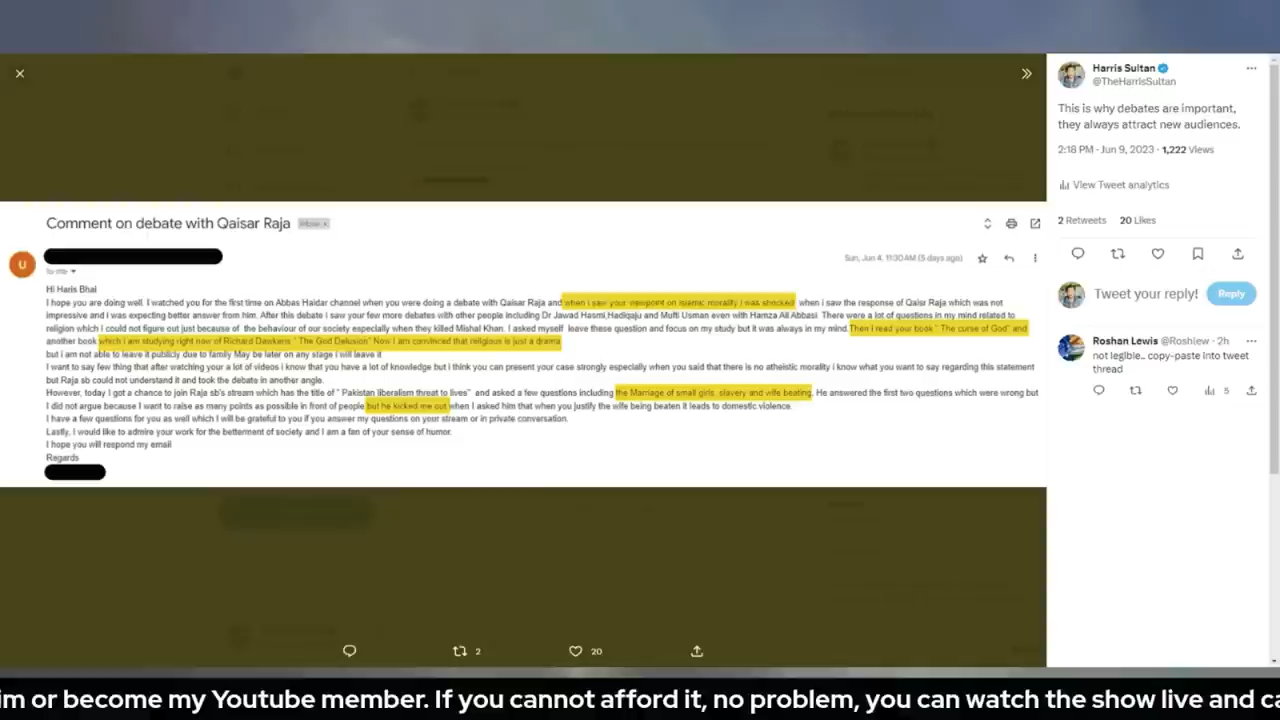 Harris Sultan
@TheHarrisSultan
This is why debates are important,
they always attract new audiences.
2:18 PM · Jun 9, 2023 · 1,222 Views
View Tweet analytics
2 Retweets 20 Likes
Tweet your reply!
Reply
Roshan Lewis @Roshlew · 2h
not legible.. copy-paste into tweet
thread
5
Comment on debate with Qaisar Raja Inbox x
U
to me
Sun, Jun 4, 11:30 AM (5 days ago)
Hi Haris Bhai
I hope you are doing well. I watched you for the first time on Abbas Haidar channel when you were doing a debate with Qaisar Raja and when i saw your viewpoint on Islamic morality i was shocked when i saw the response of Qaisr Raja which was not
impressive and i was expecting better answer from him. After this debate i saw your few more debates with other people including Dr Jawad Hasmi,Hadiqaju and Mufti Usman even with Hamza Ali Abbasi. There were a lot of questions in my mind related to
religion which I could not figure out just because of the behaviour of our society especially when they killed Mishal Khan. I asked myself leave these question and focus on my study but it was always in my mind.Then i read your book " The curse of God" and
another book which i am studying right now of Richard Dawkens " The God Delusion" Now I am convinced that religious is just a drama
but i am not able to leave it publicly due to family May be later on any stage i will leave it
I want to say few thing that after watching your a lot of videos i know that you have a lot of knowledge but i think you can present your case strongly especially when you said that there is no atheistic morality i know what you want to say regarding this statement
but Raja sb could not understand it and took the debate in another angle.
However, today I got a chance to join Raja sb's stream which has the title of " Pakistan liberalism threat to lives" and asked a few questions including the Marriage of small girls, slavery and wife beating. He answered the first two questions which were wrong but
I did not argue because I want to raise as many points as possible in front of people but he kicked me out when I asked him that when you justify the wife being beaten it leads to domestic violence.
I have a few questions for you as well which I will be grateful to if you answer my questions on your stream or in private conversation.
Lastly, I would like to admire your work for the betterment of society and I am a fan of your sense of humor.
I hope you will respond my email
Regards
2
20
im or become my Youtube member. If you cannot afford it, no problem, you can watch the show live and ca